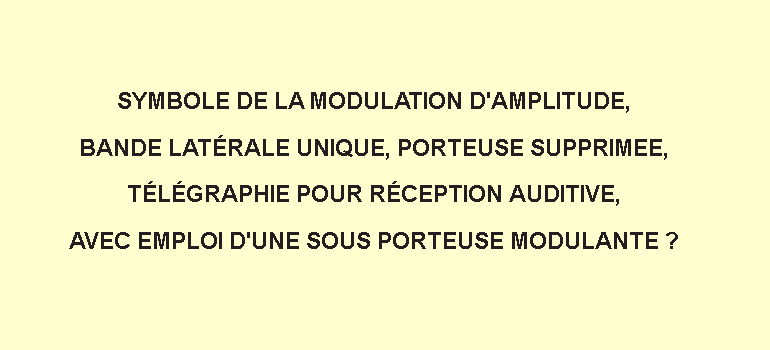 SYMBOLE DE LA MODULATION D'AMPLITUDE,
BANDE LATÉRALE UNIQUE, PORTEUSE SUPPRIMEE,
TÉLÉGRAPHIE POUR RÉCEPTION AUDITIVE,
AVEC EMPLOI D'UNE SOUS PORTEUSE MODULANTE ?